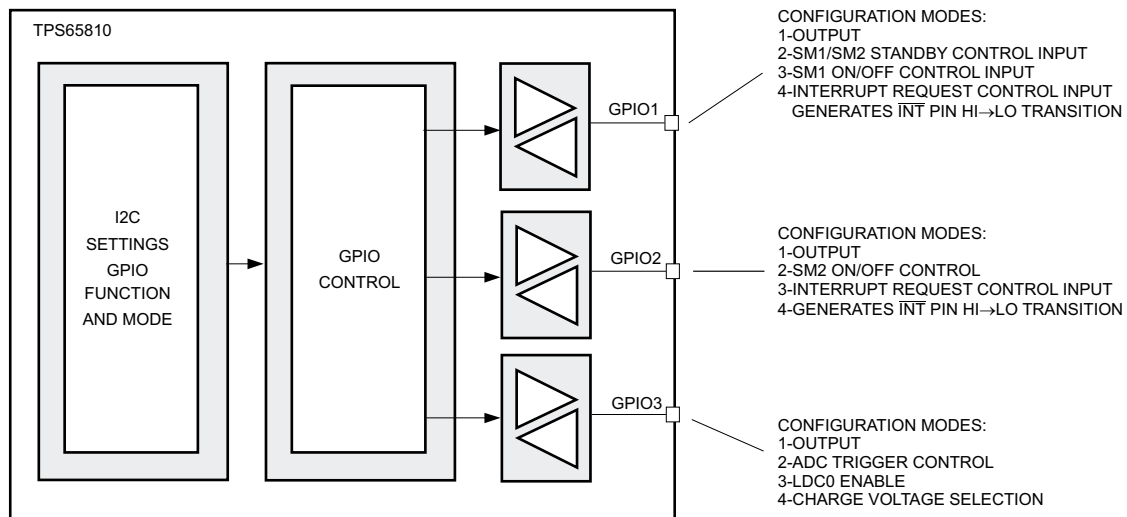 TPS65810
I2C
SETTINGS
GPIO
FUNCTION
AND MODE
GPIO
CONTROL
GPIO1
GPIO2
GPIO3
CONFIGURATION MODES:
1-OUTPUT
2-SM1/SM2 STANDBY CONTROL INPUT
3-SM1 ON/OFF CONTROL INPUT
4-INTERRUPT REQUEST CONTROL INPUT
GENERATES I̅N̅T̅ PIN HI→LO TRANSITION
CONFIGURATION MODES:
1-OUTPUT
2-SM2 ON/OFF CONTROL
3-INTERRUPT REQUEST CONTROL INPUT
4-GENERATES I̅N̅T̅ PIN HI→LO TRANSITION
CONFIGURATION MODES:
1-OUTPUT
2-ADC TRIGGER CONTROL
3-LDC0 ENABLE
4-CHARGE VOLTAGE SELECTION